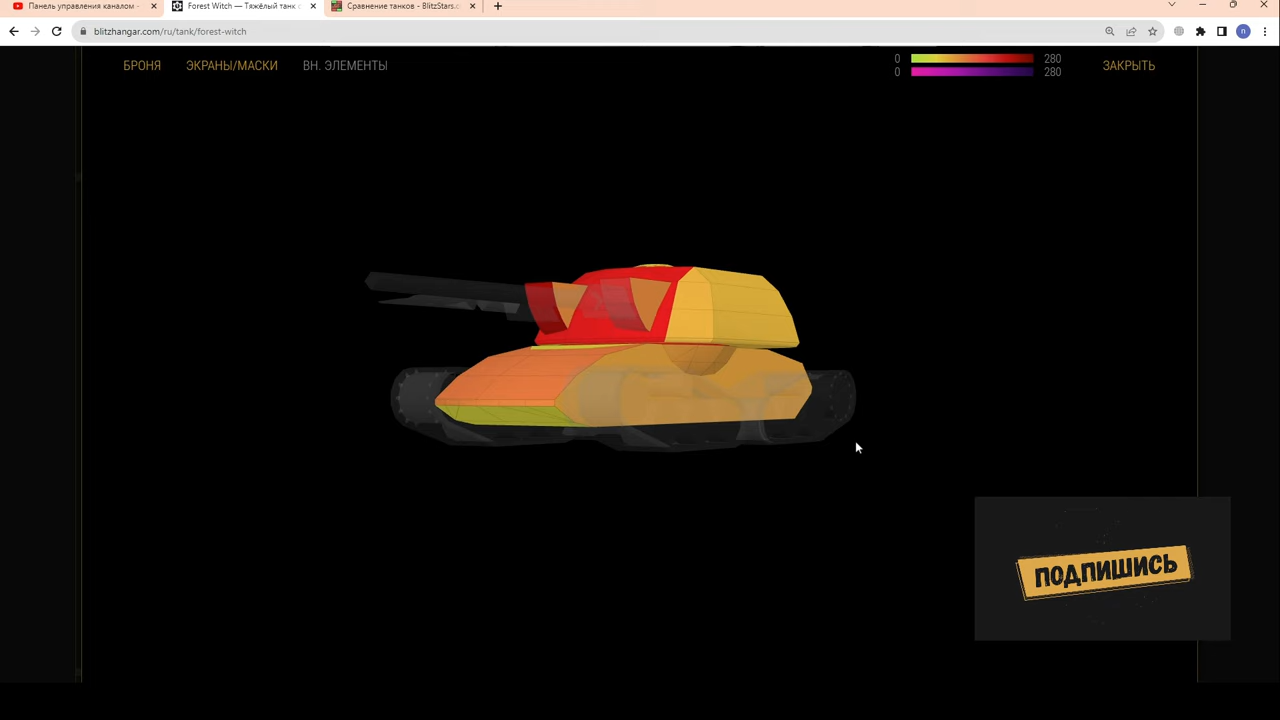 Панель управления каналом -
Forest Witch — Тяжёлый танк с
Сравнение танков - BlitzStars.c
blitzhangar.com/ru/tank/forest-witch
п
БРОНЯ
ЭКРАНЫ/МАСКИ
ВН. ЭЛЕМЕНТЫ
0
280
0
280
ЗАКРЫТЬ
ПОДПИШИСЬ